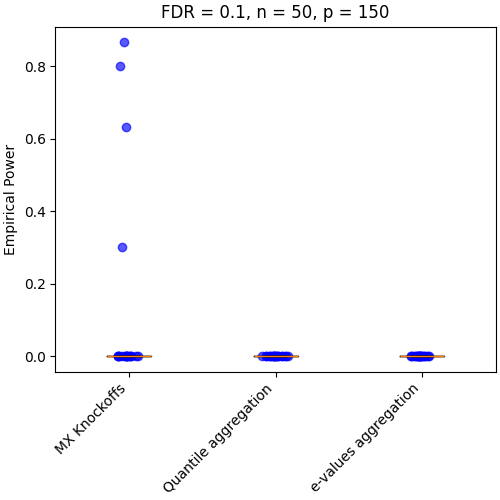 FDR = 0.1, n = 50, p = 150
Empirical Power
0.8
0.6
0.4
0.2
0.0
MX Knockoffs
Quantile aggregation
e-values aggregation